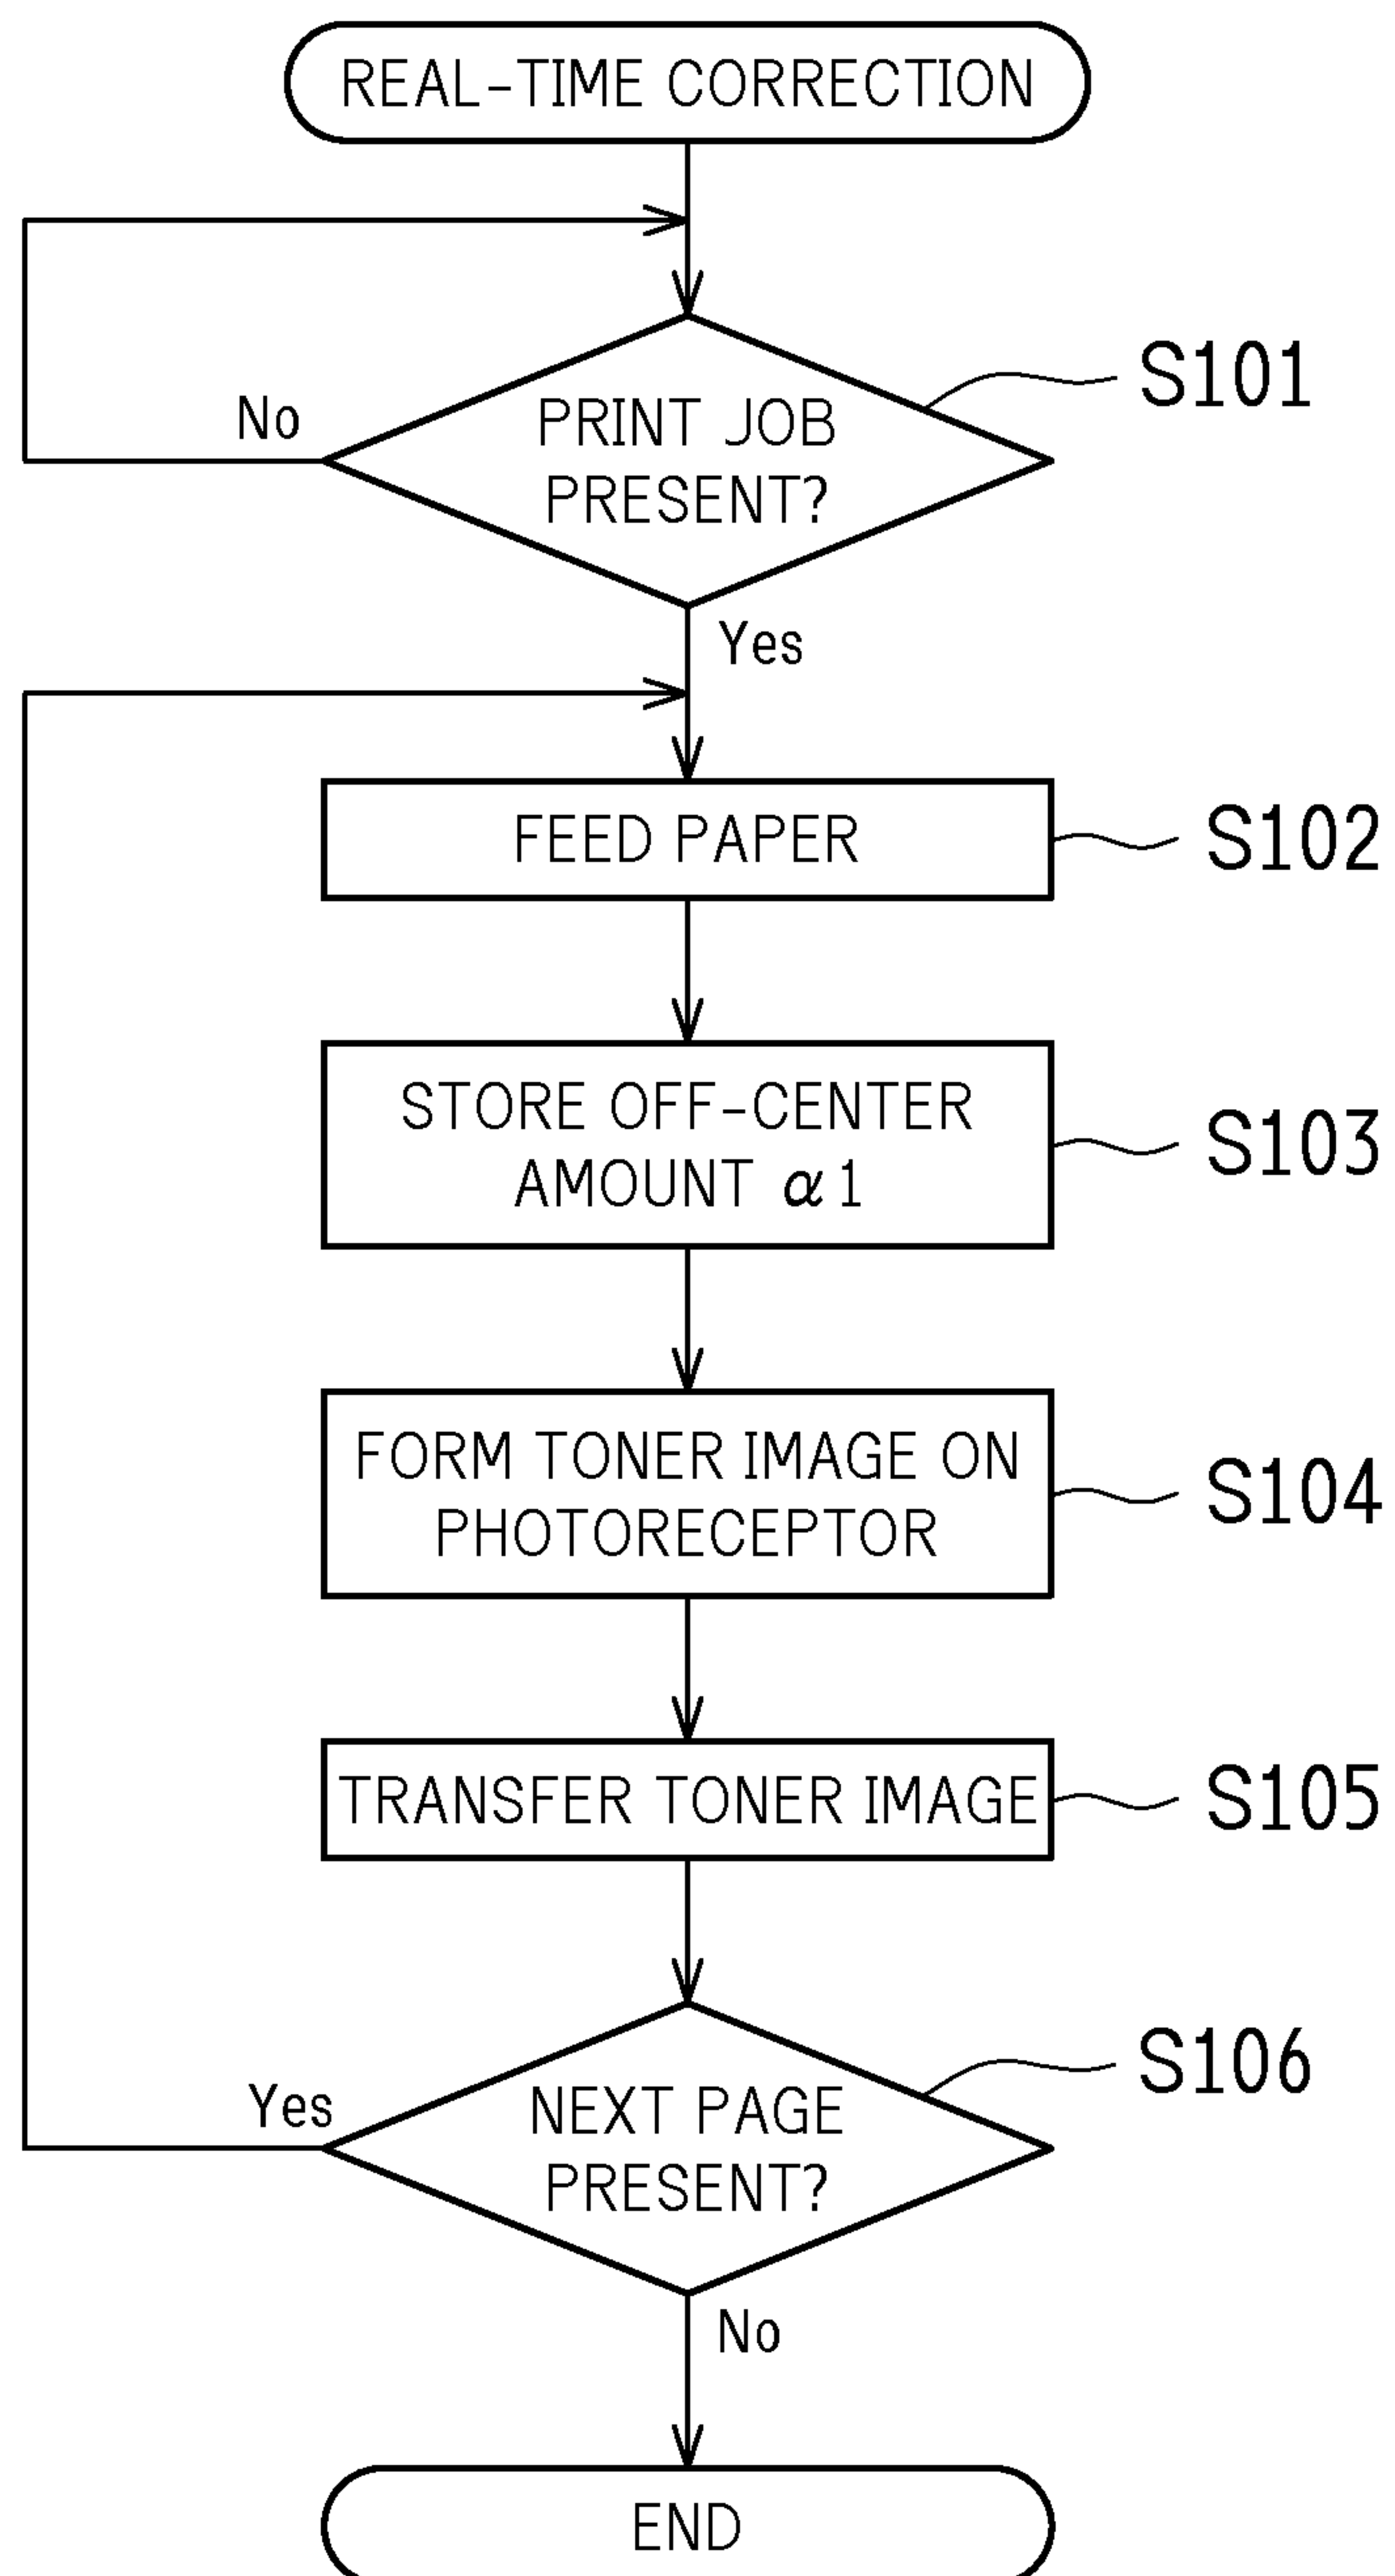 REAL-TIME CORRECTION
S101
No
PRINT JOB
PRESENT?
Yes
FEED PAPER
S102
STORE OFF-CENTER
AMOUNT α1
S103
FORM TONER IMAGE ON
PHOTORECEPTOR
S104
TRANSFER TONER IMAGE
S105
S106
Yes
NEXT PAGE
PRESENT?
No
END